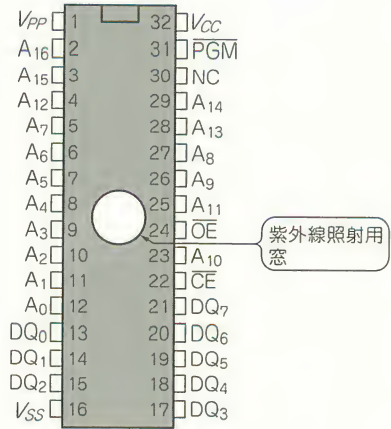 VPP 1 32 VCC
A16 2 31 P̅G̅M̅
A15 3 30 NC
A12 4 29 A14
A7 5 28 A13
A6 6 27 A8
A5 7 26 A9
A4 8 25 A11
A3 9 24 O̅E̅
A2 10 23 A10
A1 11 22 C̅E̅
A0 12 21 DQ7
DQ0 13 20 DQ6
DQ1 14 19 DQ5
DQ2 15 18 DQ4
VSS 16 17 DQ3
紫外線照射用
窓